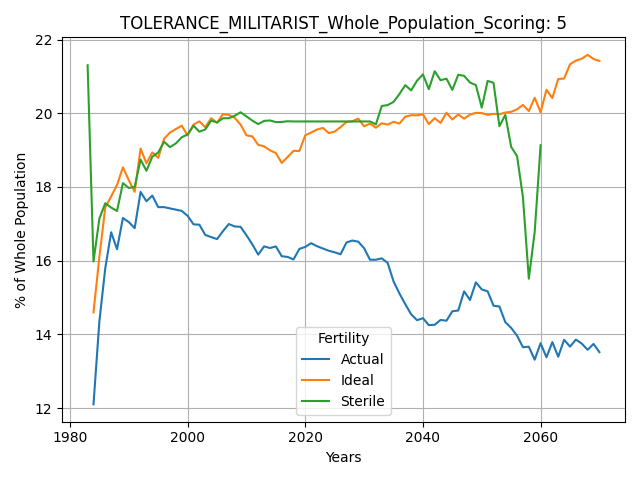 TOLERANCE_MILITARIST_Whole_Population_Scoring: 5
22
20
18
16
14
12
% of Whole Population
Fertility
Actual
Ideal
Sterile
1980
2000
2020
2040
2060
Years